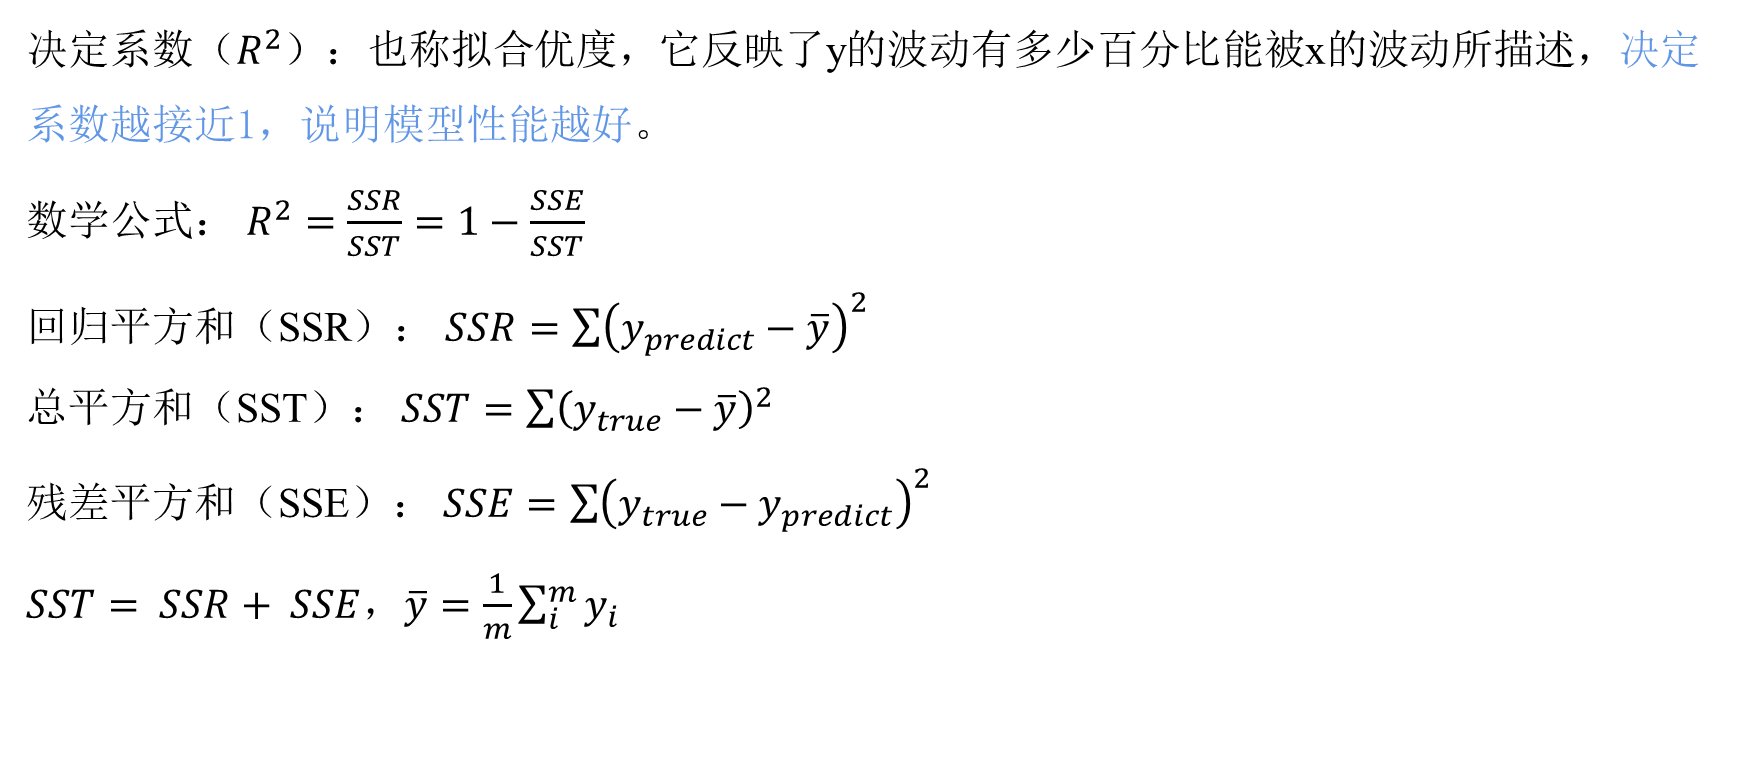 决定系数（R²）：也称拟合优度，它反映了y的波动有多少百分比能被x的波动所描述，决定
系数越接近1，说明模型性能越好。
数学公式： R² = SSR/SST = 1 − SSE/SST
回归平方和（SSR）： SSR = ∑(y_predict − ȳ)²
总平方和（SST）： SST = ∑(y_true − ȳ)²
残差平方和（SSE）： SSE = ∑(y_true − y_predict)²
SST = SSR + SSE，ȳ = 1/m ∑_i^m y_i